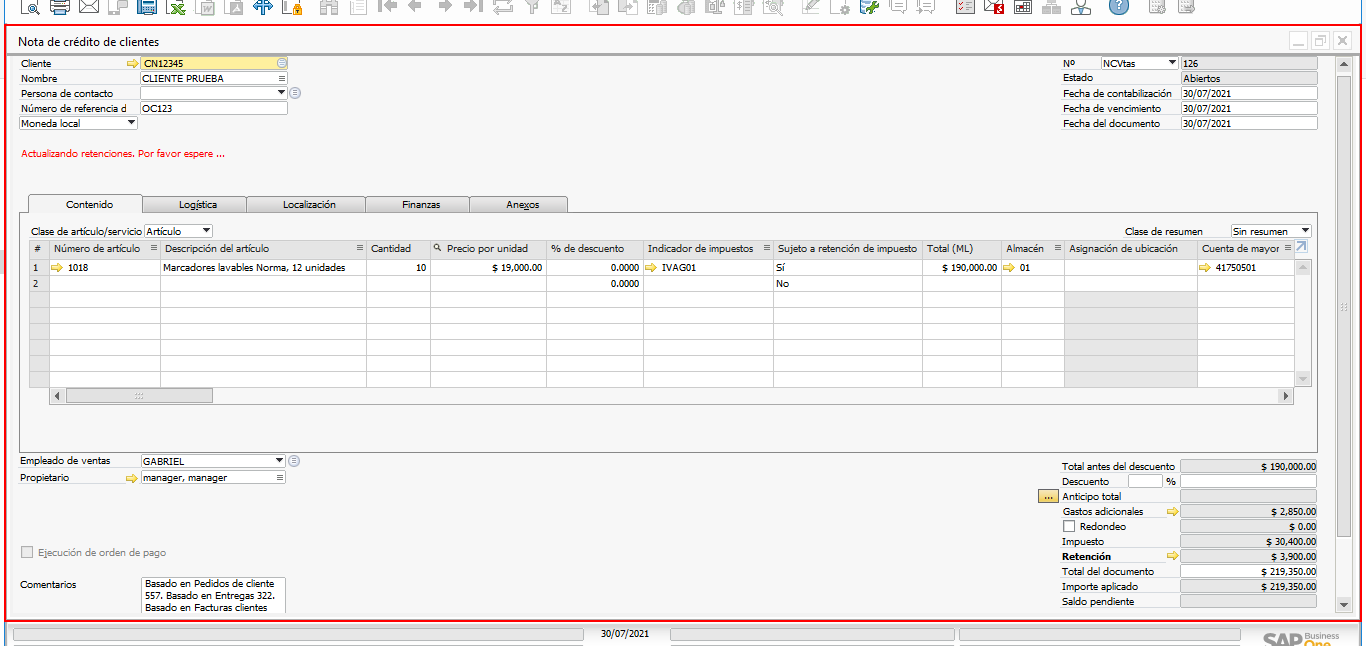 Nota de crédito de clientes
Cliente CN12345 Nº NCVtas 126
Nombre CLIENTE PRUEBA Estado Abiertos
Persona de contacto Fecha de contabilización 30/07/2021
Número de referencia d OC123 Fecha de vencimiento 30/07/2021
Moneda local Fecha del documento 30/07/2021
Actualizando retenciones. Por favor espere ...
Contenido Logística Localización Finanzas Anexos
Clase de artículo/servicio Artículo Clase de resumen Sin resumen
# Número de artículo Descripción del artículo Cantidad Precio por unidad % de descuento Indicador de impuestos Sujeto a retención de impuesto Total (ML) Almacén Asignación de ubicación Cuenta de mayor
1 1018 Marcadores lavables Norma, 12 unidades 10 $ 19,000.00 0.0000 IVAG01 Sí $ 190,000.00 01 41750501
2 0.0000 No
Empleado de ventas GABRIEL
Propietario manager, manager
Total antes del descuento $ 190,000.00
Descuento %
... Anticipo total
Gastos adicionales $ 2,850.00
Redondeo $ 0.00
Impuesto $ 30,400.00
Ejecución de orden de pago
Retención $ 3,900.00
Total del documento $ 219,350.00
Importe aplicado $ 219,350.00
Saldo pendiente
Comentarios Basado en Pedidos de cliente
557. Basado en Entregas 322.
Basado en Facturas clientes
30/07/2021
SAP Business
One